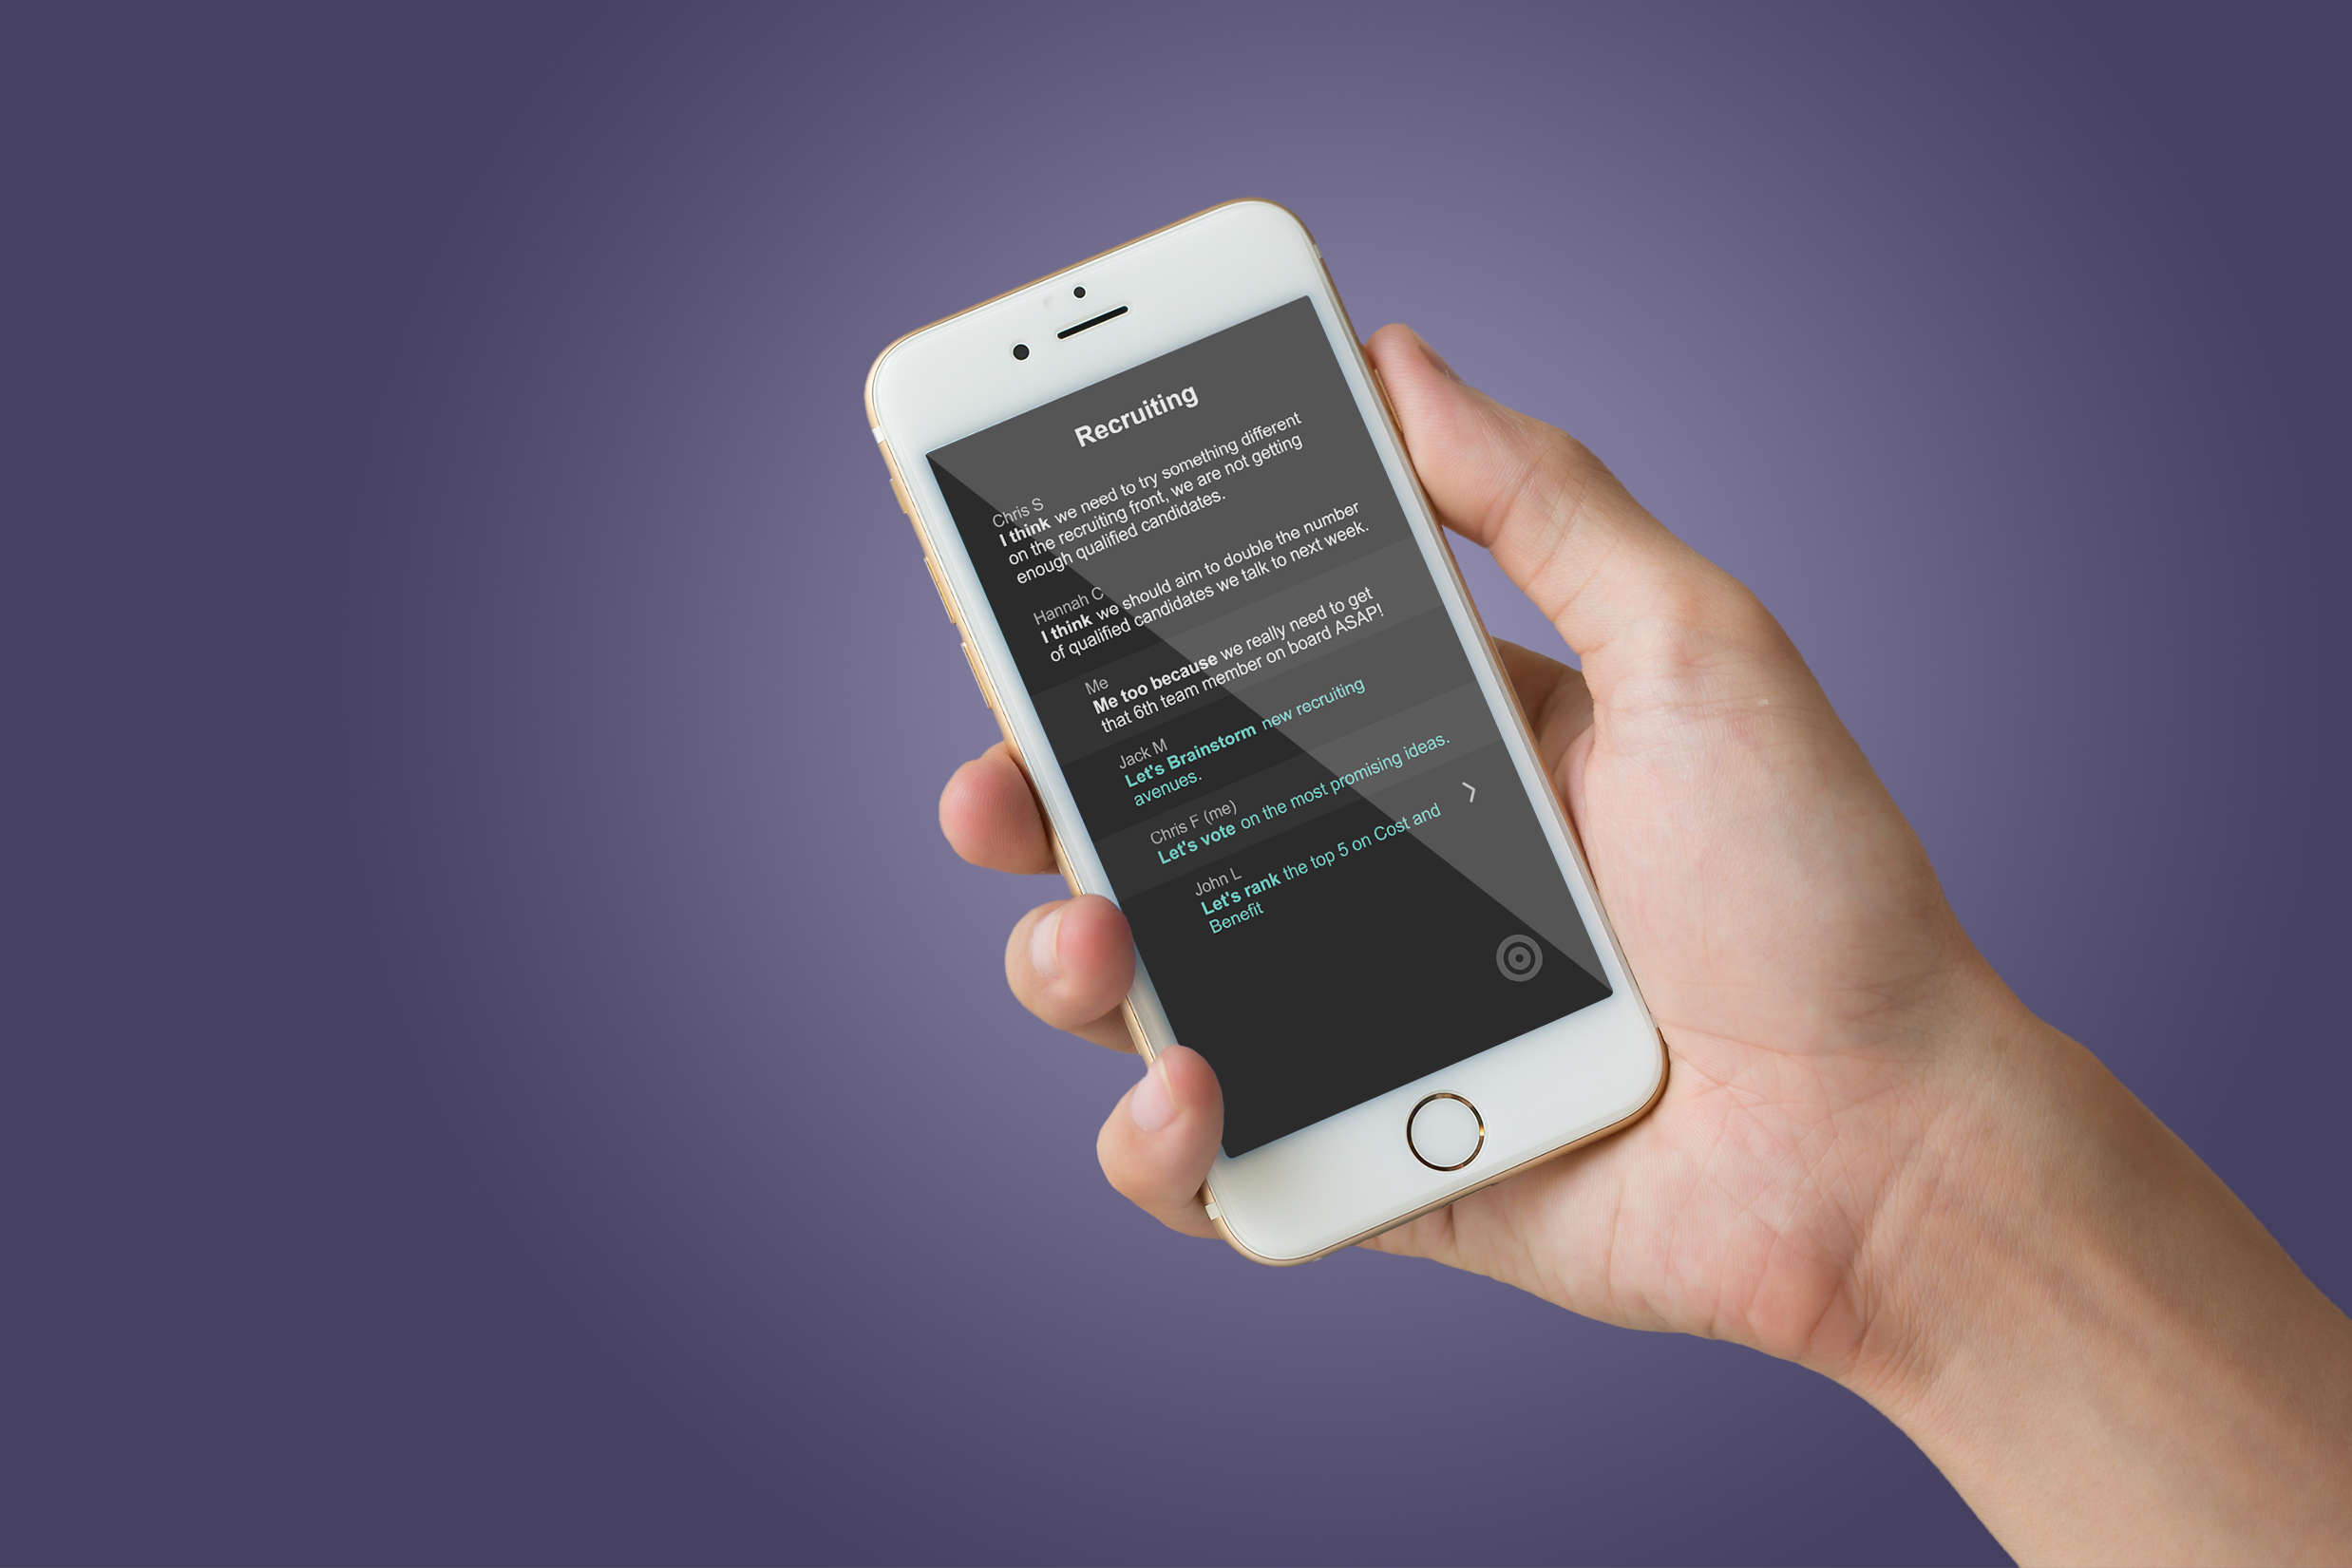 Recruiting
Chris S
I think we need to try something different
on the recruiting front, we are not getting
enough qualified candidates.
Hannah C
I think we should aim to double the number
of qualified candidates we talk to next week.
Me
Me too because we really need to get
that 6th team member on board ASAP!
Jack M
Let's Brainstorm new recruiting
avenues.
Chris F (me)
Let's vote on the most promising ideas.
John L
Let's rank the top 5 on Cost and
Benefit